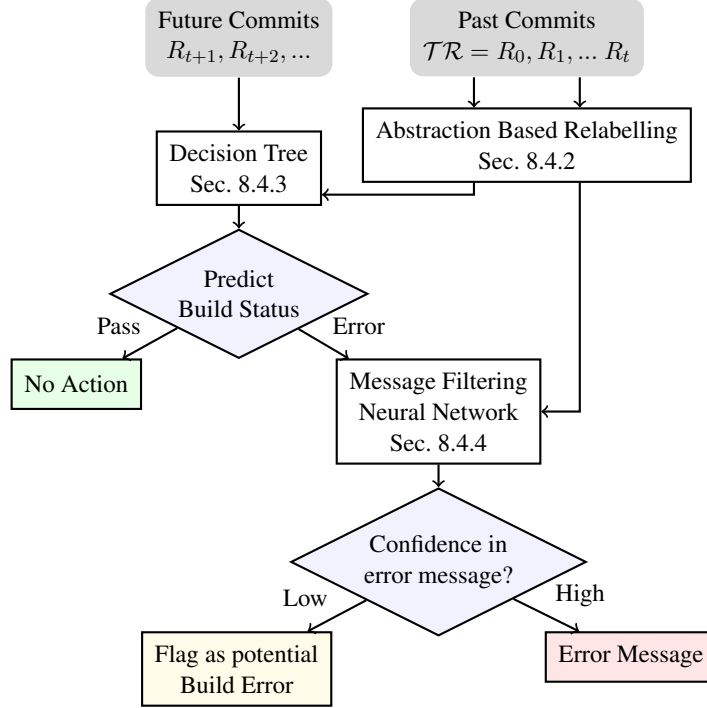 Future Commits
R_{t+1}, R_{t+2}, ...
Past Commits
𝒯ℛ = R_0, R_1, ... R_t
Abstraction Based Relabelling
Sec. 8.4.2
Decision Tree
Sec. 8.4.3
Predict
Build Status
Pass
Error
No Action
Message Filtering
Neural Network
Sec. 8.4.4
Confidence in
error message?
Low
High
Flag as potential
Build Error
Error Message